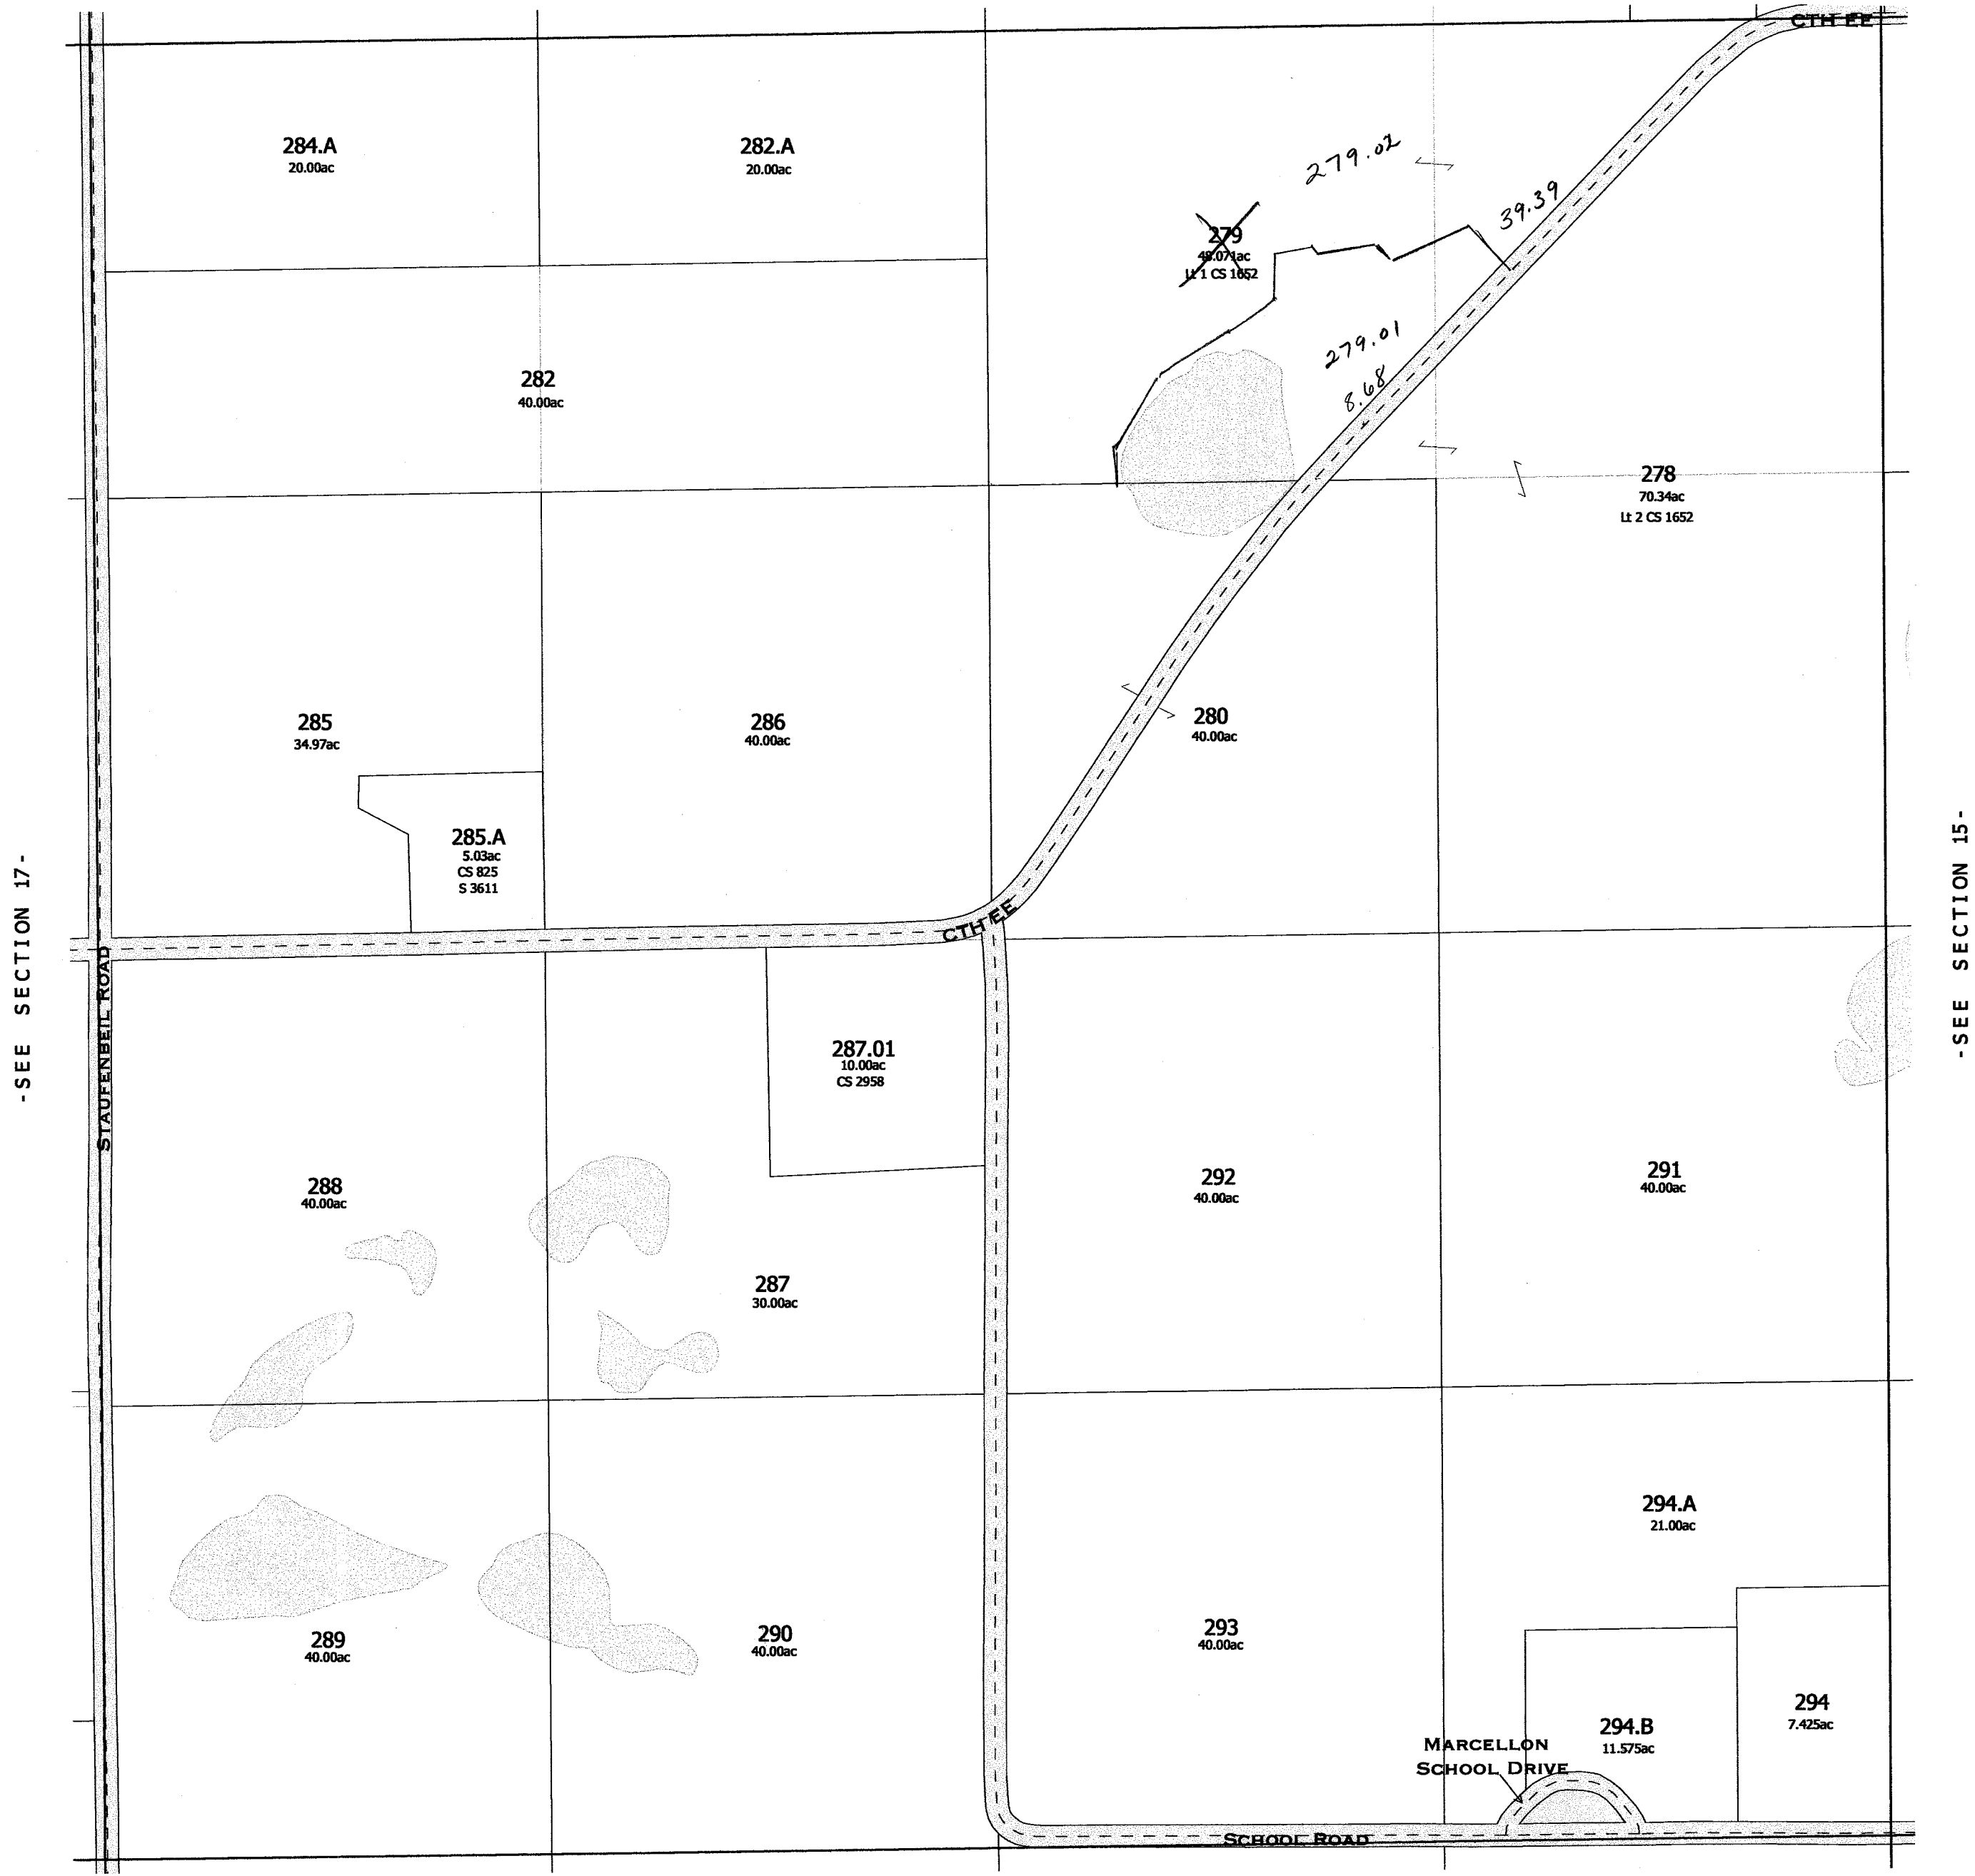 CTH EE
284.A
20.00ac
282.A
20.00ac
279.02
39.39
279
48.071ac
Lt 1 CS 1652
279.01
8.68
282
40.00ac
278
70.34ac
Lt 2 CS 1652
285
34.97ac
286
40.00ac
280
40.00ac
285.A
5.03ac
CS 825
S 3611
CTH EE
-SEE SECTION 17-
-SEE SECTION 15-
STAUFENBEIL ROAD
287.01
10.00ac
CS 2958
288
40.00ac
292
40.00ac
291
40.00ac
287
30.00ac
294.A
21.00ac
289
40.00ac
290
40.00ac
293
40.00ac
294
7.425ac
294.B
11.575ac
MARCELLON
SCHOOL DRIVE
SCHOOL ROAD